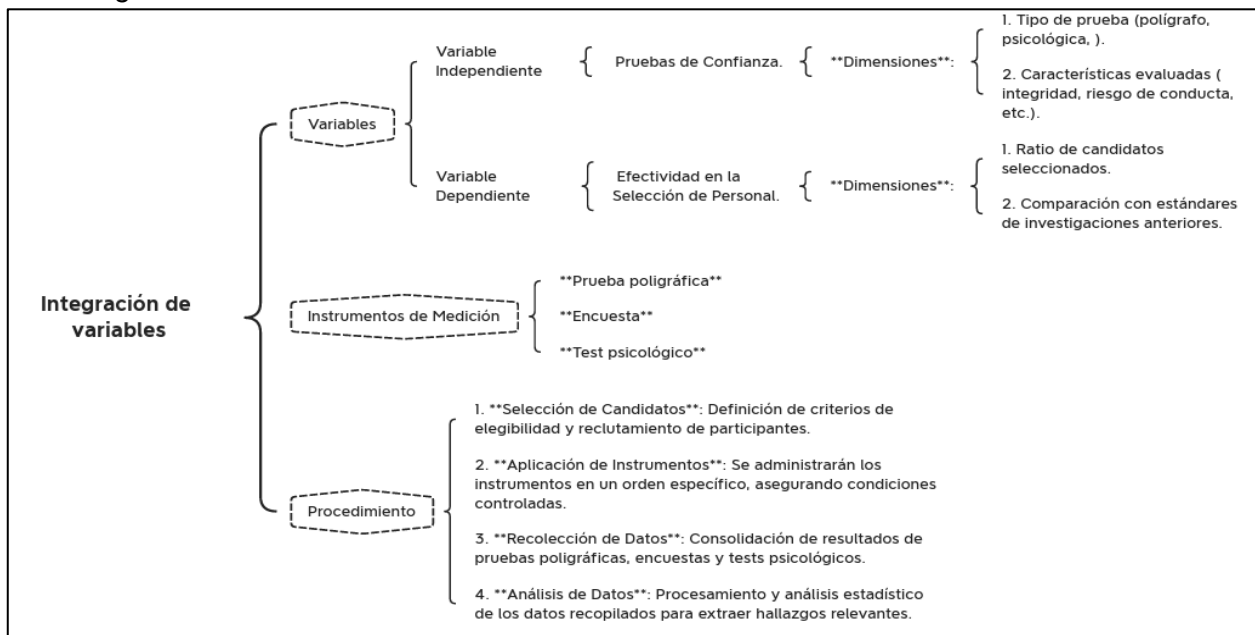 Integración de
variables
Variables
Variable
Independiente
Pruebas de Confianza.
**Dimensiones**:
1. Tipo de prueba (polígrafo,
psicológica, ).
2. Características evaluadas (
integridad, riesgo de conducta,
etc.).
Variable
Dependiente
Efectividad en la
Selección de Personal.
**Dimensiones**:
1. Ratio de candidatos
seleccionados.
2. Comparación con estándares
de investigaciones anteriores.
Instrumentos de Medición
**Prueba poligráfica**
**Encuesta**
**Test psicológico**
Procedimiento
1. **Selección de Candidatos**: Definición de criterios de
elegibilidad y reclutamiento de participantes.
2. **Aplicación de Instrumentos**: Se administrarán los
instrumentos en un orden específico, asegurando condiciones
controladas.
3. **Recolección de Datos**: Consolidación de resultados de
pruebas poligráficas, encuestas y tests psicológicos.
4. **Análisis de Datos**: Procesamiento y análisis estadístico
de los datos recopilados para extraer hallazgos relevantes.